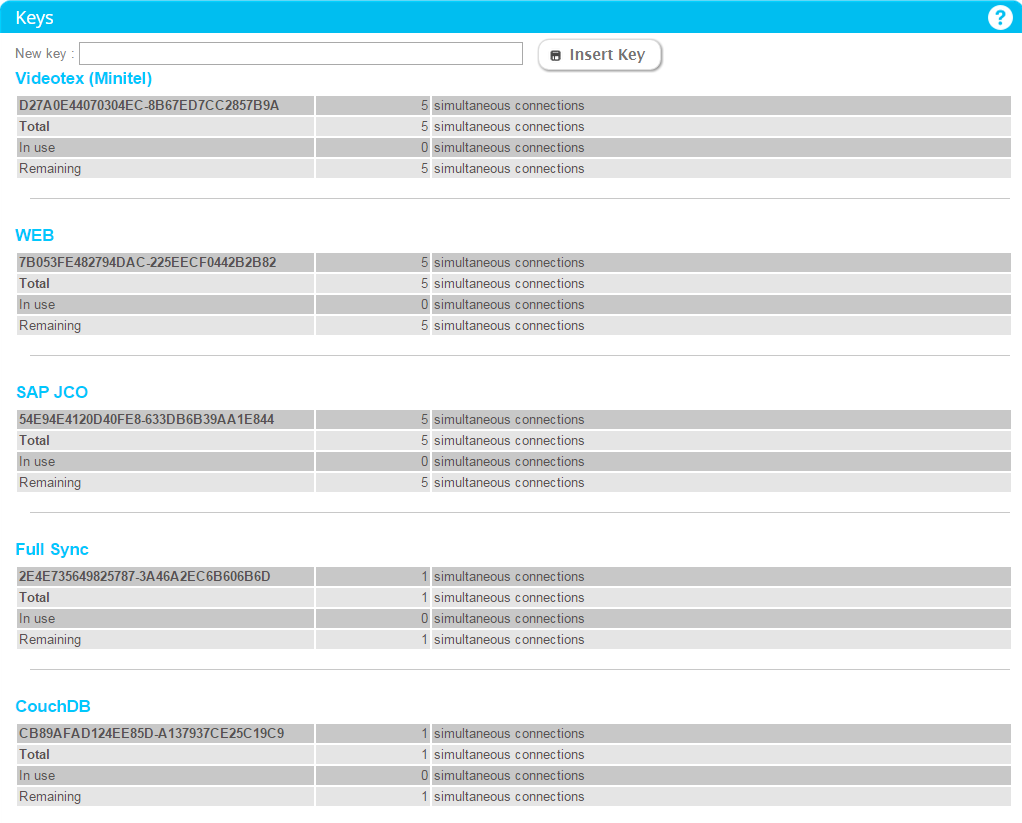 Keys
?
New key :
Insert Key
Videotex (Minitel)
D27A0E44070304EC-8B67ED7CC2857B9A 5 simultaneous connections
Total 5 simultaneous connections
In use 0 simultaneous connections
Remaining 5 simultaneous connections
WEB
7B053FE482794DAC-225EECF0442B2B82 5 simultaneous connections
Total 5 simultaneous connections
In use 0 simultaneous connections
Remaining 5 simultaneous connections
SAP JCO
54E94E4120D40FE8-633DB6B39AA1E844 5 simultaneous connections
Total 5 simultaneous connections
In use 0 simultaneous connections
Remaining 5 simultaneous connections
Full Sync
2E4E735649825787-3A46A2EC6B606B6D 1 simultaneous connections
Total 1 simultaneous connections
In use 0 simultaneous connections
Remaining 1 simultaneous connections
CouchDB
CB89AFAD124EE85D-A137937CE25C19C9 1 simultaneous connections
Total 1 simultaneous connections
In use 0 simultaneous connections
Remaining 1 simultaneous connections